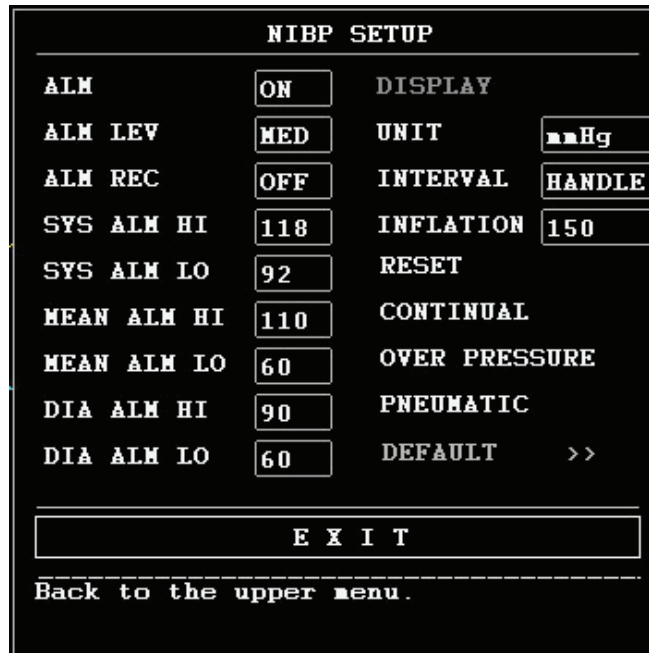 NIBP SETUP
ALM ON DISPLAY
ALM LEV MED UNIT mmHg
ALM REC OFF INTERVAL HANDLE
SYS ALM HI 118 INFLATION 150
SYS ALM LO 92 RESET
MEAN ALM HI 110 CONTINUAL
MEAN ALM LO 60 OVER PRESSURE
DIA ALM HI 90 PNEUMATIC
DIA ALM LO 60 DEFAULT >>
E X I T
Back to the upper menu.